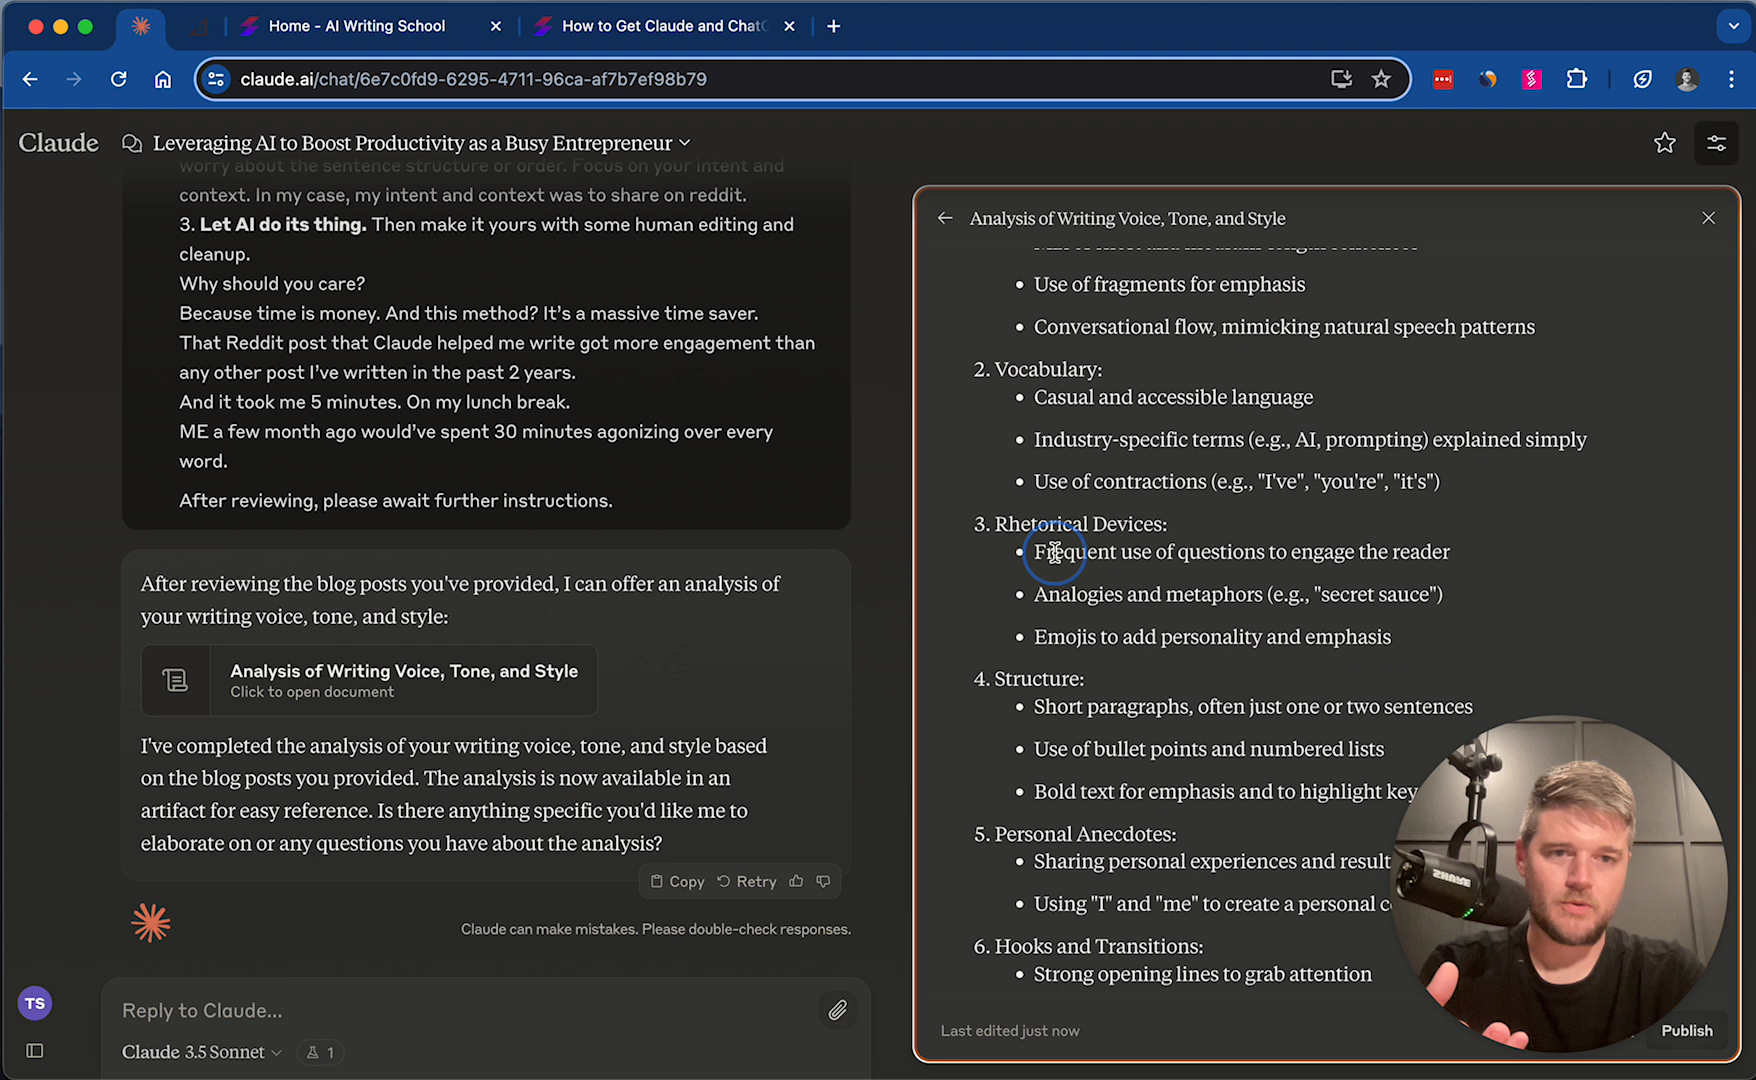 Home - AI Writing School
How to Get Claude and Chat
claude.ai/chat/6e7c0fd9-6295-4711-96ca-af7b7ef98b79
Claude
Leveraging AI to Boost Productivity as a Busy Entrepreneur
worry about the sentence structure or order. Focus on your intent and
context. In my case, my intent and context was to share on reddit.
3. Let AI do its thing. Then make it yours with some human editing and
cleanup.
Why should you care?
Because time is money. And this method? It's a massive time saver.
That Reddit post that Claude helped me write got more engagement than
any other post I've written in the past 2 years.
And it took me 5 minutes. On my lunch break.
ME a few month ago would've spent 30 minutes agonizing over every
word.
After reviewing, please await further instructions.
After reviewing the blog posts you've provided, I can offer an analysis of
your writing voice, tone, and style:
Analysis of Writing Voice, Tone, and Style
Click to open document
I've completed the analysis of your writing voice, tone, and style based
on the blog posts you provided. The analysis is now available in an
artifact for easy reference. Is there anything specific you'd like me to
elaborate on or any questions you have about the analysis?
Copy Retry
Claude can make mistakes. Please double-check responses.
TS
Reply to Claude...
Claude 3.5 Sonnet
1
Analysis of Writing Voice, Tone, and Style
• Use of fragments for emphasis
• Conversational flow, mimicking natural speech patterns
2. Vocabulary:
• Casual and accessible language
• Industry-specific terms (e.g., AI, prompting) explained simply
• Use of contractions (e.g., "I've", "you're", "it's")
3. Rhetorical Devices:
• Frequent use of questions to engage the reader
• Analogies and metaphors (e.g., "secret sauce")
• Emojis to add personality and emphasis
4. Structure:
• Short paragraphs, often just one or two sentences
• Use of bullet points and numbered lists
• Bold text for emphasis and to highlight key
5. Personal Anecdotes:
• Sharing personal experiences and result
• Using "I" and "me" to create a personal c
6. Hooks and Transitions:
• Strong opening lines to grab attention
Last edited just now
Publish
SHURE